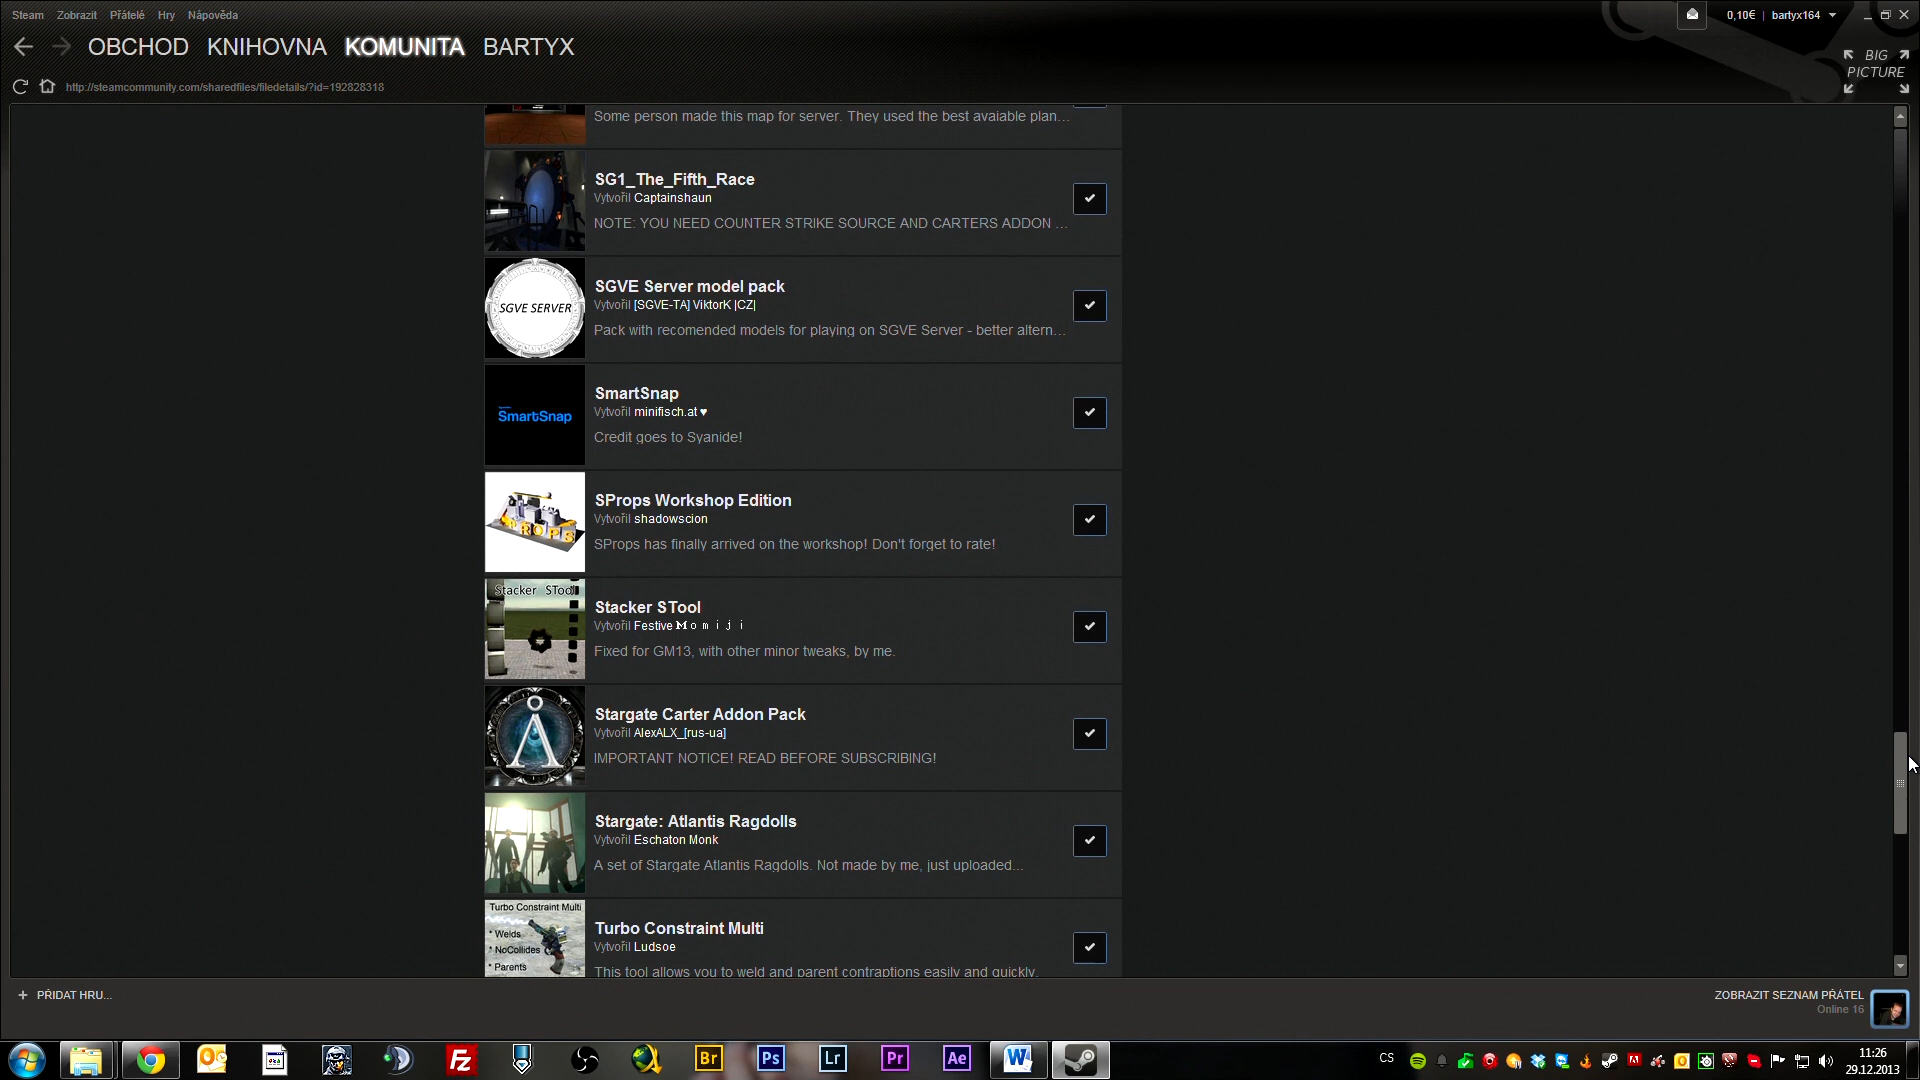 Steam Zobrazit Přátelé Hry Nápověda
0,10€ | bartyx164
OBCHOD KNIHOVNA KOMUNITA BARTYX
BIG
PICTURE
http://steamcommunity.com/sharedfiles/filedetails/?id=192828318
Some person made this map for server. They used the best avaiable plan...
SG1_The_Fifth_Race
Vytvořil Captainshaun
NOTE: YOU NEED COUNTER STRIKE SOURCE AND CARTERS ADDON ...
SGVE SERVER
SGVE Server model pack
Vytvořil [SGVE-TA] ViktorK |CZ|
Pack with recomended models for playing on SGVE Server - better altern...
SmartSnap
SmartSnap
Vytvořil minifisch.at ♥
Credit goes to Syanide!
PROPS
SProps Workshop Edition
Vytvořil shadowscion
SProps has finally arrived on the workshop! Don't forget to rate!
Stacker STool
Stacker STool
Vytvořil Festive Ｍｏｍｉｊｉ
Fixed for GM13, with other minor tweaks, by me.
Stargate Carter Addon Pack
Vytvořil AlexALX_[rus-ua]
IMPORTANT NOTICE! READ BEFORE SUBSCRIBING!
Stargate: Atlantis Ragdolls
Vytvořil Eschaton Monk
A set of Stargate Atlantis Ragdolls. Not made by me, just uploaded...
Turbo Constraint Multi
* Welds
* NoCollides
* Parents
Turbo Constraint Multi
Vytvořil Ludsoe
This tool allows you to weld and parent contraptions easily and quickly.
+ PŘIDAT HRU...
ZOBRAZIT SEZNAM PŘÁTEL
Online 16
Fz Br Ps Lr Pr Ae W
CS
11:26
29.12.2013